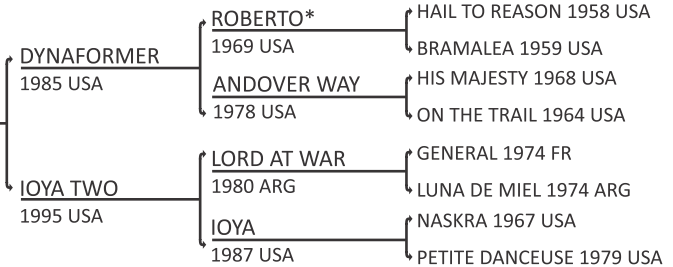 DYNAFORMER
1985 USA
ROBERTO*
1969 USA
HAIL TO REASON 1958 USA
BRAMALEA 1959 USA
ANDOVER WAY
1978 USA
HIS MAJESTY 1968 USA
ON THE TRAIL 1964 USA
IOYA TWO
1995 USA
LORD AT WAR
1980 ARG
GENERAL 1974 FR
LUNA DE MIEL 1974 ARG
IOYA
1987 USA
NASKRA 1967 USA
PETITE DANCEUSE 1979 USA